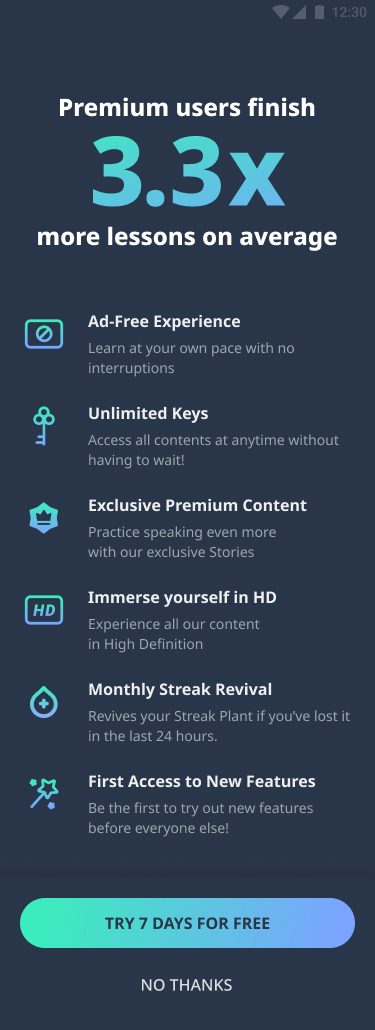 12:30
Premium users finish
3.3x
more lessons on average
Ad-Free Experience
Learn at your own pace with no
interruptions
Unlimited Keys
Access all contents at anytime without
having to wait!
Exclusive Premium Content
Practice speaking even more
with our exclusive Stories
HD
Immerse yourself in HD
Experience all our content
in High Definition
Monthly Streak Revival
Revives your Streak Plant if you’ve lost it
in the last 24 hours.
First Access to New Features
Be the first to try out new features
before everyone else!
TRY 7 DAYS FOR FREE
NO THANKS